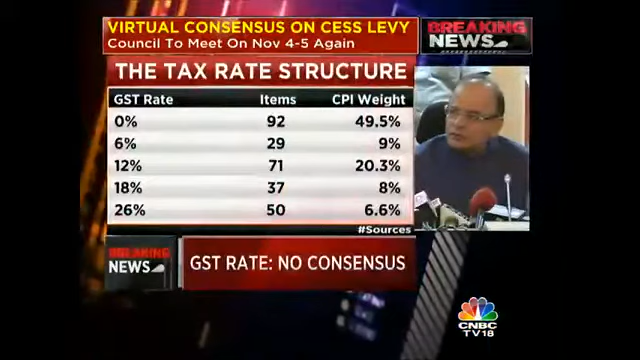 VIRTUAL CONSENSUS ON CESS LEVY
Council To Meet On Nov 4-5 Again
BREAKING
NEWS
THE TAX RATE STRUCTURE
GST Rate Items CPI Weight
0% 92 49.5%
6% 29 9%
12% 71 20.3%
18% 37 8%
26% 50 6.6%
#Sources
BREAKING
NEWS
GST RATE: NO CONSENSUS
CNBC
TV18